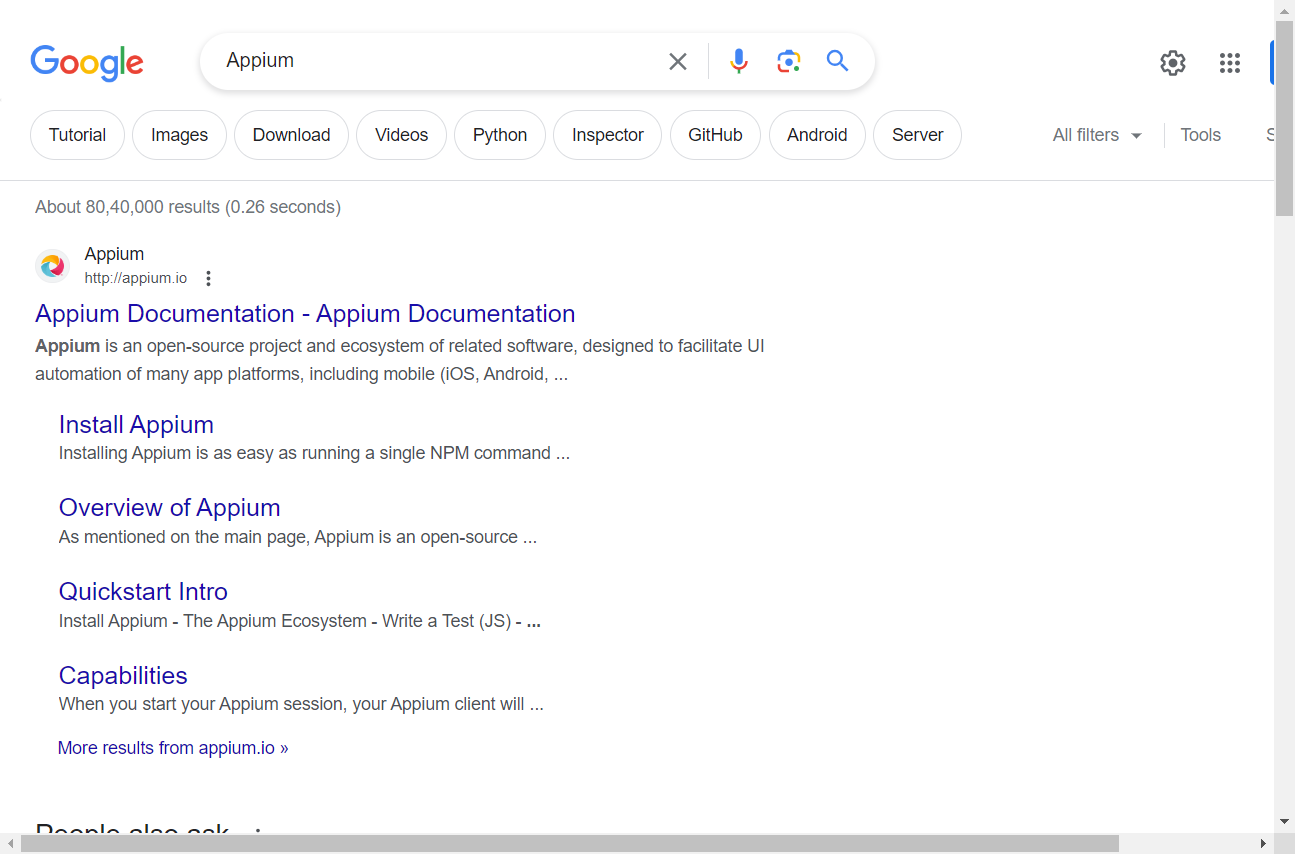 Google
Appium
Tutorial Images Download Videos Python Inspector GitHub Android Server All filters Tools
About 80,40,000 results (0.26 seconds)
Appium
http://appium.io
Appium Documentation - Appium Documentation
Appium is an open-source project and ecosystem of related software, designed to facilitate UI
automation of many app platforms, including mobile (iOS, Android, ...
Install Appium
Installing Appium is as easy as running a single NPM command ...
Overview of Appium
As mentioned on the main page, Appium is an open-source ...
Quickstart Intro
Install Appium - The Appium Ecosystem - Write a Test (JS) - ...
Capabilities
When you start your Appium session, your Appium client will ...
More results from appium.io »
People also ask